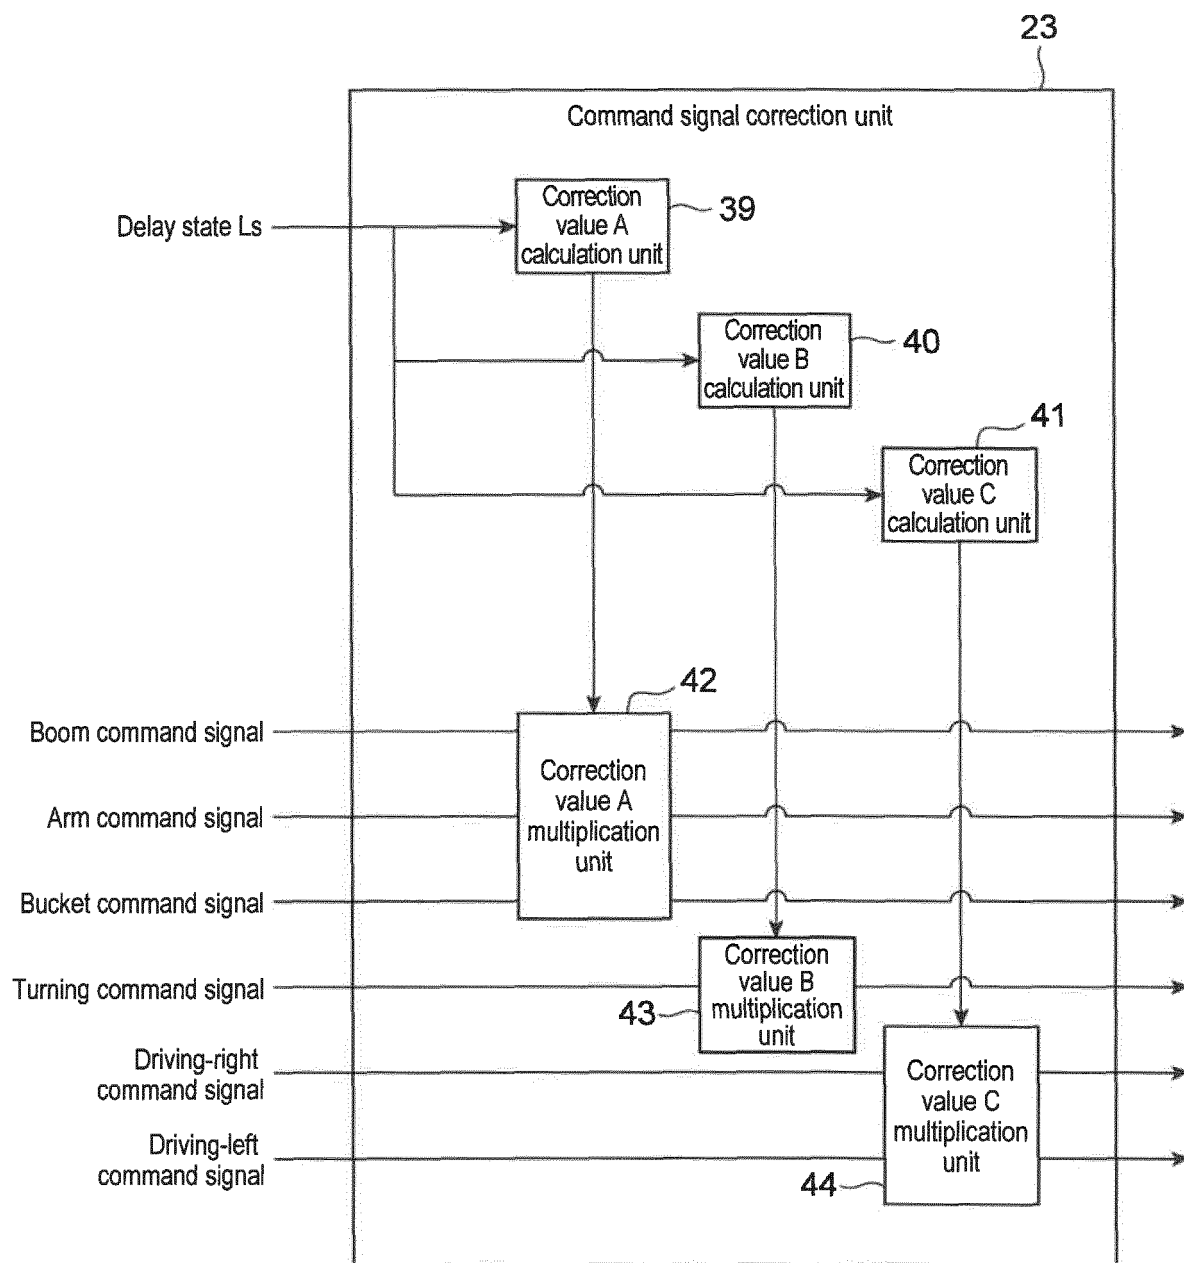 23
Command signal correction unit
Correction
value A
calculation unit
39
Delay state Ls
Correction
value B
calculation unit
40
41
Correction
value C
calculation unit
42
Boom command signal
Correction
value A
multiplication
unit
Arm command signal
Bucket command signal
Turning command signal
Correction
value B
multiplication
unit
43
Driving-right
command signal
Correction
value C
multiplication
unit
Driving-left
command signal
44